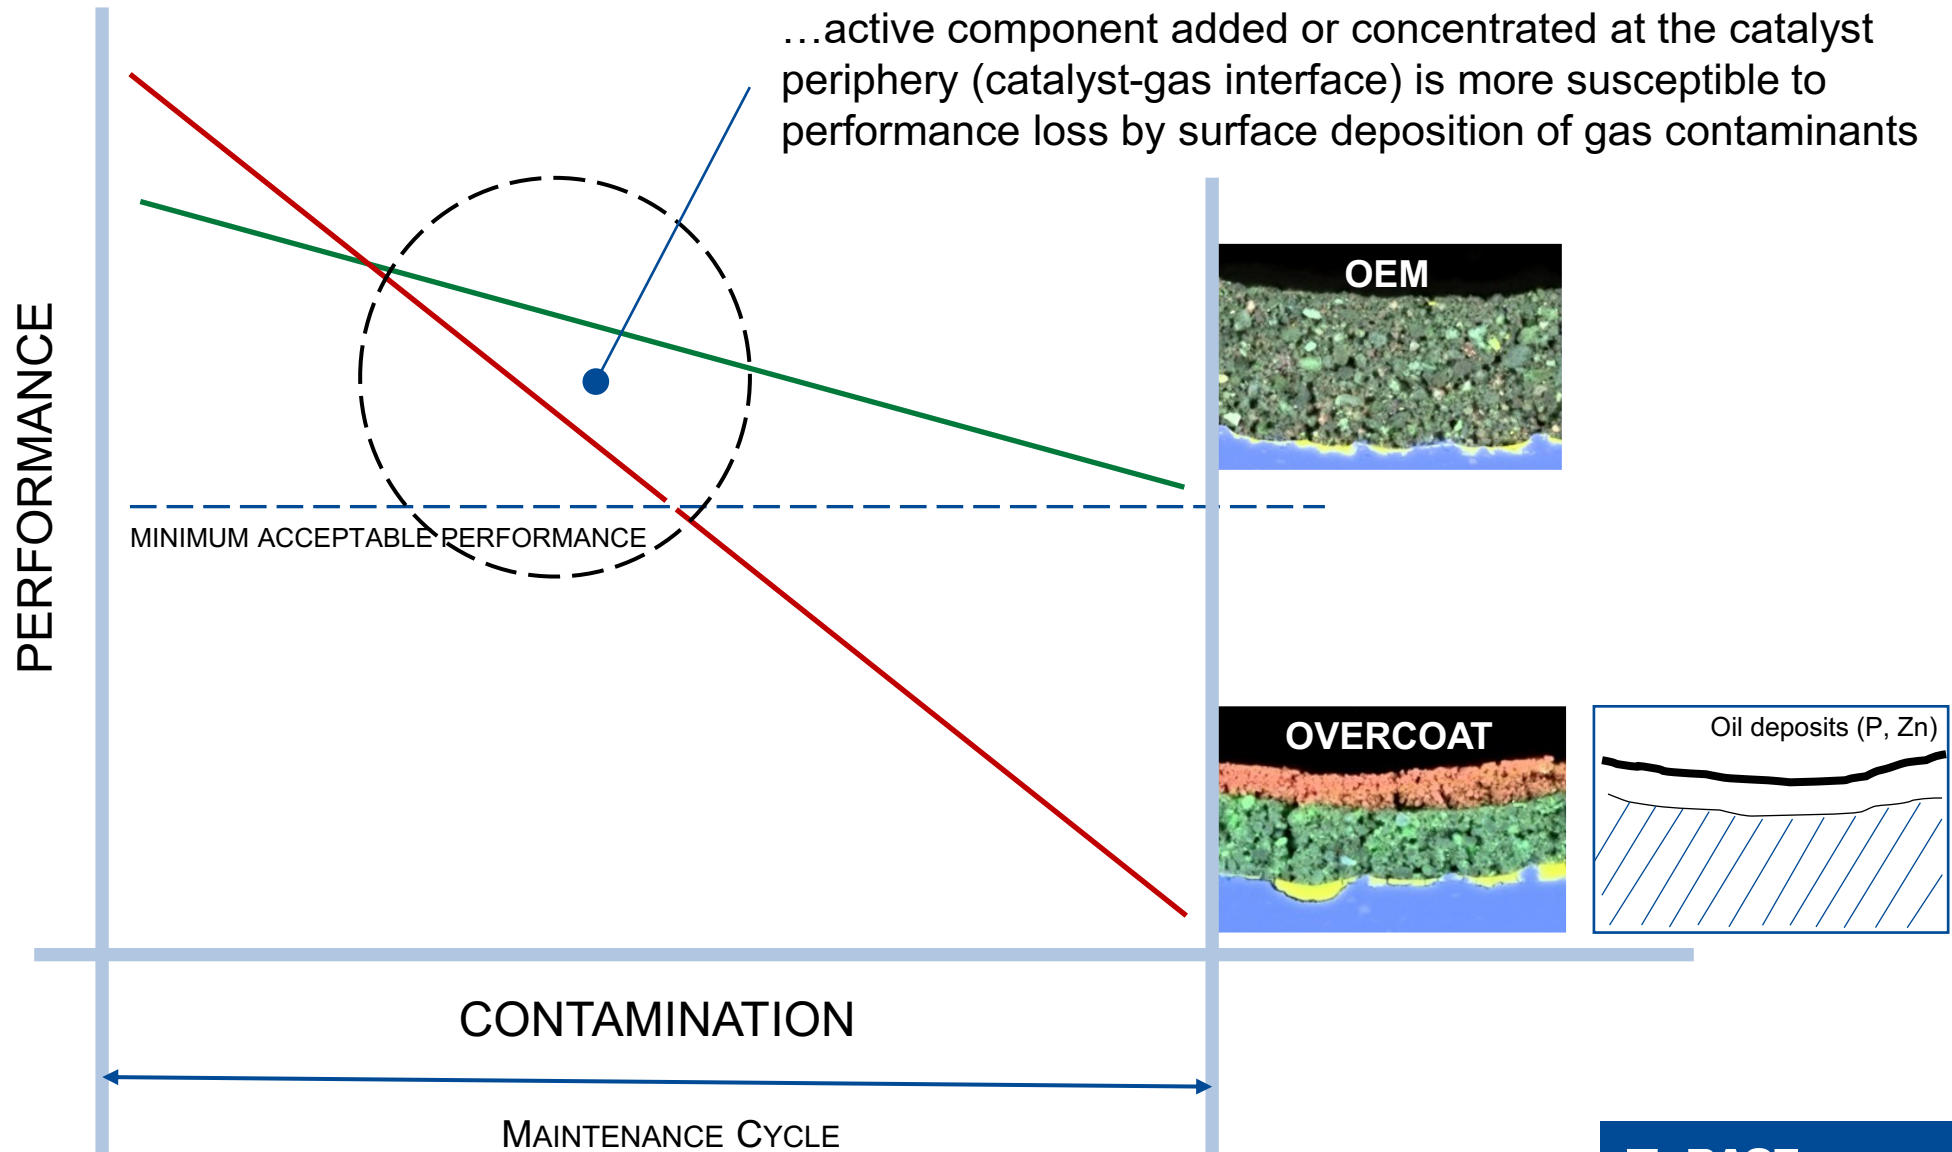 …active component added or concentrated at the catalyst
periphery (catalyst-gas interface) is more susceptible to
performance loss by surface deposition of gas contaminants
PERFORMANCE
OEM
MINIMUM ACCEPTABLE PERFORMANCE
OVERCOAT
Oil deposits (P, Zn)
CONTAMINATION
MAINTENANCE CYCLE